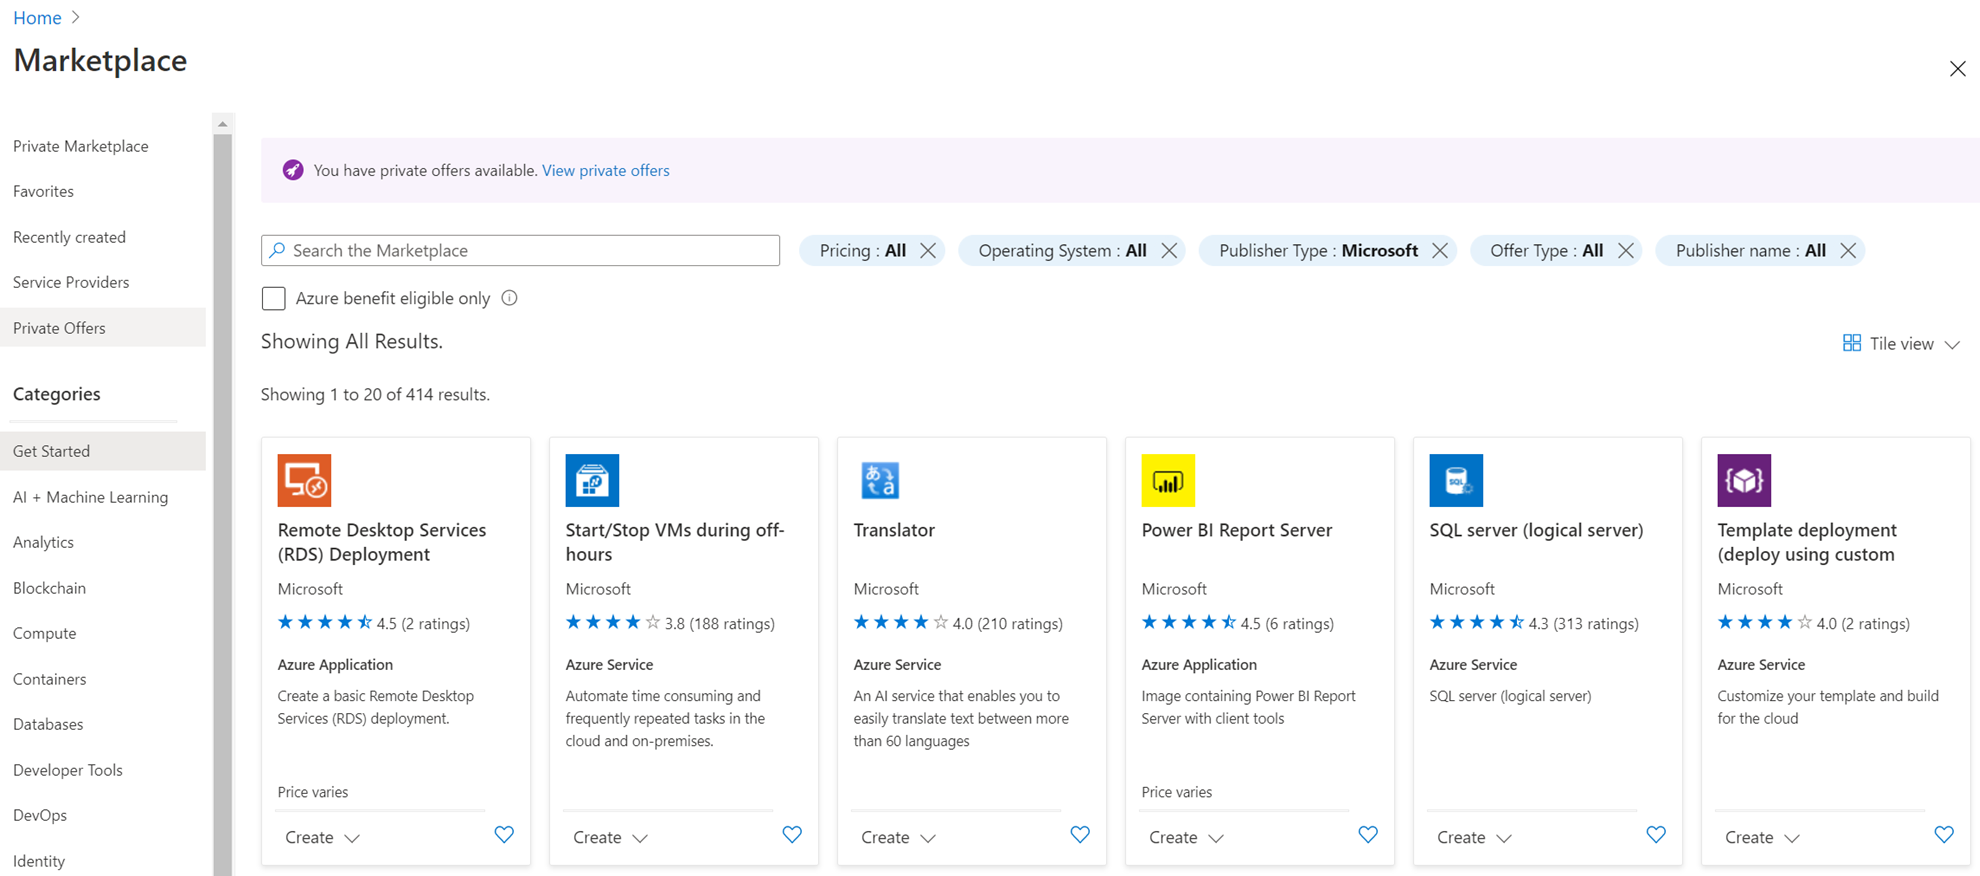 Home
Marketplace
Private Marketplace
Favorites
Recently created
Service Providers
Private Offers
Categories
Get Started
AI + Machine Learning
Analytics
Blockchain
Compute
Containers
Databases
Developer Tools
DevOps
Identity
You have private offers available. View private offers
Search the Marketplace
Pricing : All
Operating System : All
Publisher Type : Microsoft
Offer Type : All
Publisher name : All
Azure benefit eligible only
Showing All Results.
Tile view
Showing 1 to 20 of 414 results.
Remote Desktop Services
(RDS) Deployment
Microsoft
4.5 (2 ratings)
Azure Application
Create a basic Remote Desktop
Services (RDS) deployment.
Price varies
Create
Start/Stop VMs during off-
hours
Microsoft
3.8 (188 ratings)
Azure Service
Automate time consuming and
frequently repeated tasks in the
cloud and on-premises.
Create
あ
a
Translator
Microsoft
4.0 (210 ratings)
Azure Service
An AI service that enables you to
easily translate text between more
than 60 languages
Create
Power BI Report Server
Microsoft
4.5 (6 ratings)
Azure Application
Image containing Power BI Report
Server with client tools
Price varies
Create
SQL
SQL server (logical server)
Microsoft
4.3 (313 ratings)
Azure Service
SQL server (logical server)
Create
Template deployment
(deploy using custom
Microsoft
4.0 (2 ratings)
Azure Service
Customize your template and build
for the cloud
Create